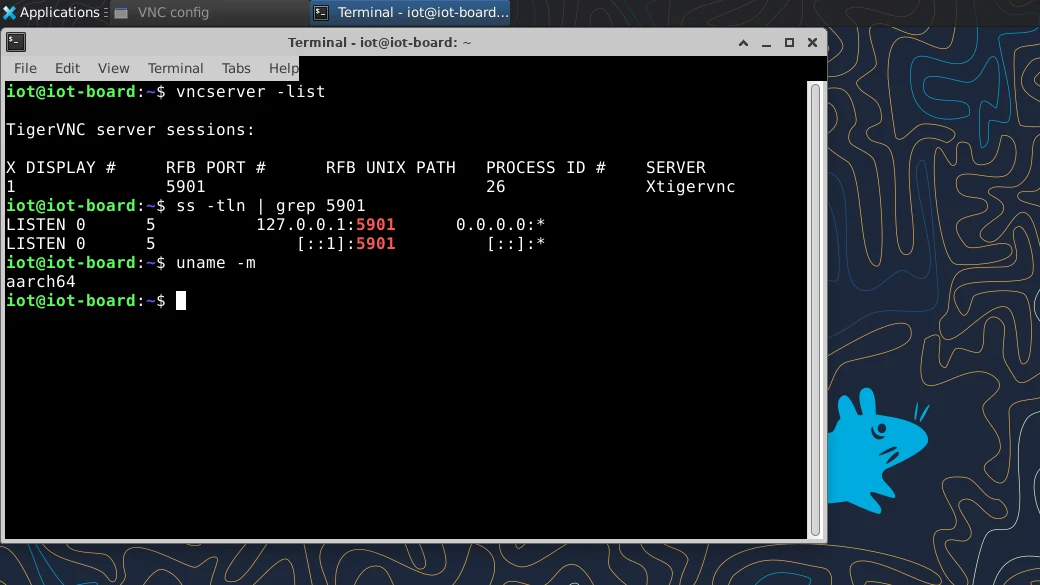 Applications VNC config Terminal - iot@iot-board...
Terminal - iot@iot-board: ~
File Edit View Terminal Tabs Help
iot@iot-board:~$ vncserver -list
TigerVNC server sessions:
X DISPLAY # RFB PORT # RFB UNIX PATH PROCESS ID # SERVER
1 5901 26 Xtigervnc
iot@iot-board:~$ ss -tln | grep 5901
LISTEN 0 5 127.0.0.1:5901 0.0.0.0:*
LISTEN 0 5 [::1]:5901 [::]:*
iot@iot-board:~$ uname -m
aarch64
iot@iot-board:~$